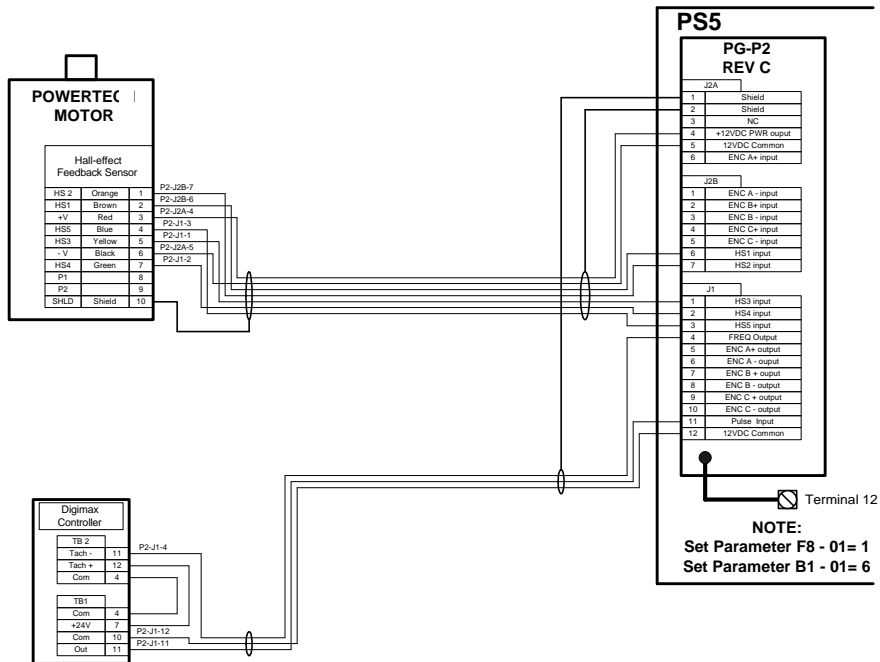 PS5
PG-P2
REV C
J2A
1 Shield
2 Shield
3 NC
4 +12VDC PWR ouput
5 12VDC Common
6 ENC A+ input
J2B
1 ENC A - input
2 ENC B+ input
3 ENC B - input
4 ENC C+ input
5 ENC C - input
6 HS1 input
7 HS2 input
J1
1 HS3 input
2 HS4 input
3 HS5 input
4 FREQ Output
5 ENC A+ output
6 ENC A - ouput
7 ENC B + ouput
8 ENC B - output
9 ENC C + output
10 ENC C - output
11 Pulse Input
12 12VDC Common
Terminal 12
NOTE:
Set Parameter F8 - 01= 1
Set Parameter B1 - 01= 6
POWERTEC
MOTOR
Hall-effect
Feedback Sensor
HS 2 Orange 1 P2-J2B-7
HS1 Brown 2 P2-J2B-6
+V Red 3 P2-J2A-4
HS5 Blue 4 P2-J1-3
HS3 Yellow 5 P2-J1-1
- V Black 6 P2-J2A-5
HS4 Green 7 P2-J1-2
P1 8
P2 9
SHLD Shield 10
Digimax
Controller
TB 2
Tach - 11 P2-J1-4
Tach + 12
Com 4
TB1
Com 4
+24V 7
Com 10 P2-J1-12
Out 11 P2-J1-11